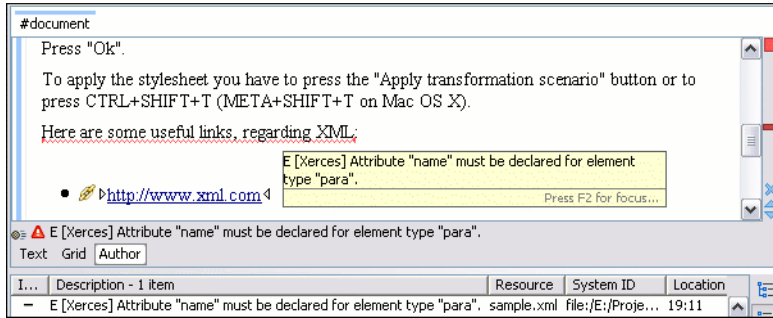 #document
Press "Ok".
To apply the stylesheet you have to press the "Apply transformation scenario" button or to
press CTRL+SHIFT+T (META+SHIFT+T on Mac OS X).
Here are some useful links, regarding XML:
E [Xerces] Attribute "name" must be declared for element
type "para".
Press F2 for focus...
http://www.xml.com
E [Xerces] Attribute "name" must be declared for element type "para".
Text Grid Author
I... Description - 1 item Resource System ID Location
E [Xerces] Attribute "name" must be declared for element type "para". sample.xml file:/E:/Proje... 19:11